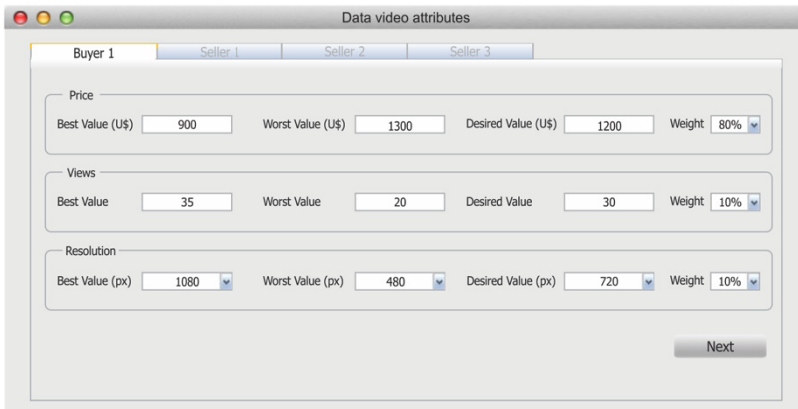 Data video attributes
Buyer 1 Seller 1 Seller 2 Seller 3
Price
Best Value (U$) 900 Worst Value (U$) 1300 Desired Value (U$) 1200 Weight 80%
Views
Best Value 35 Worst Value 20 Desired Value 30 Weight 10%
Resolution
Best Value (px) 1080 Worst Value (px) 480 Desired Value (px) 720 Weight 10%
Next